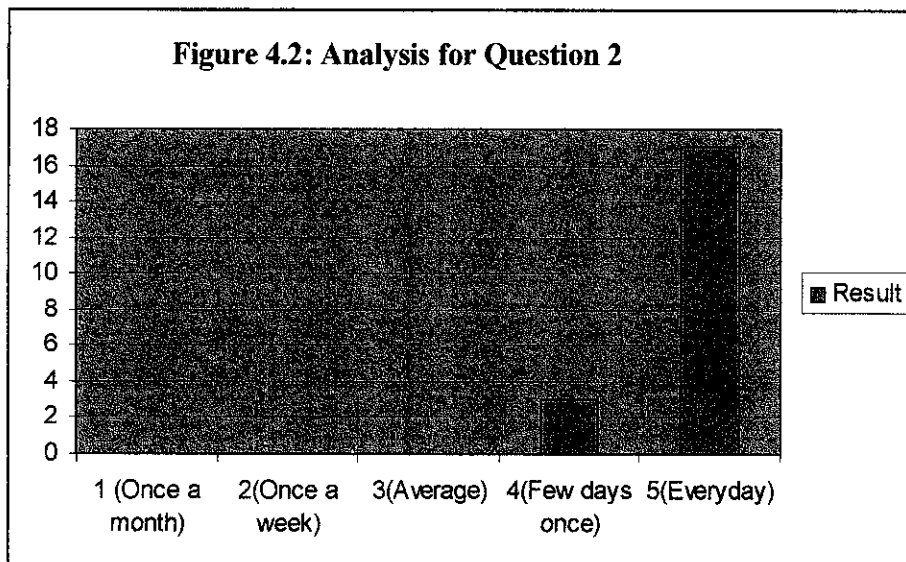 Figure 4.2: Analysis for Question 2
18
16
14
12
10
8
6
4
2
0
1 (Once a month)
2(Once a week)
3(Average)
4(Few days once)
5(Everyday)
Result